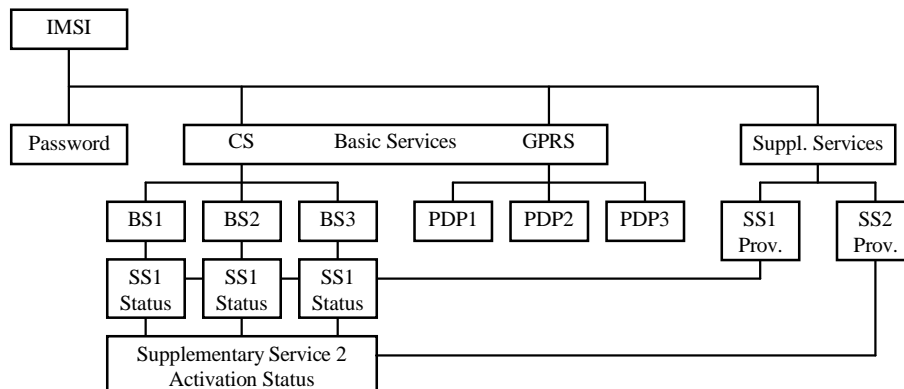 IMSI
Password
CS Basic Services GPRS
Suppl. Services
BS1
BS2
BS3
PDP1
PDP2
PDP3
SS1
Prov.
SS2
Prov.
SS1
Status
SS1
Status
SS1
Status
Supplementary Service 2
Activation Status